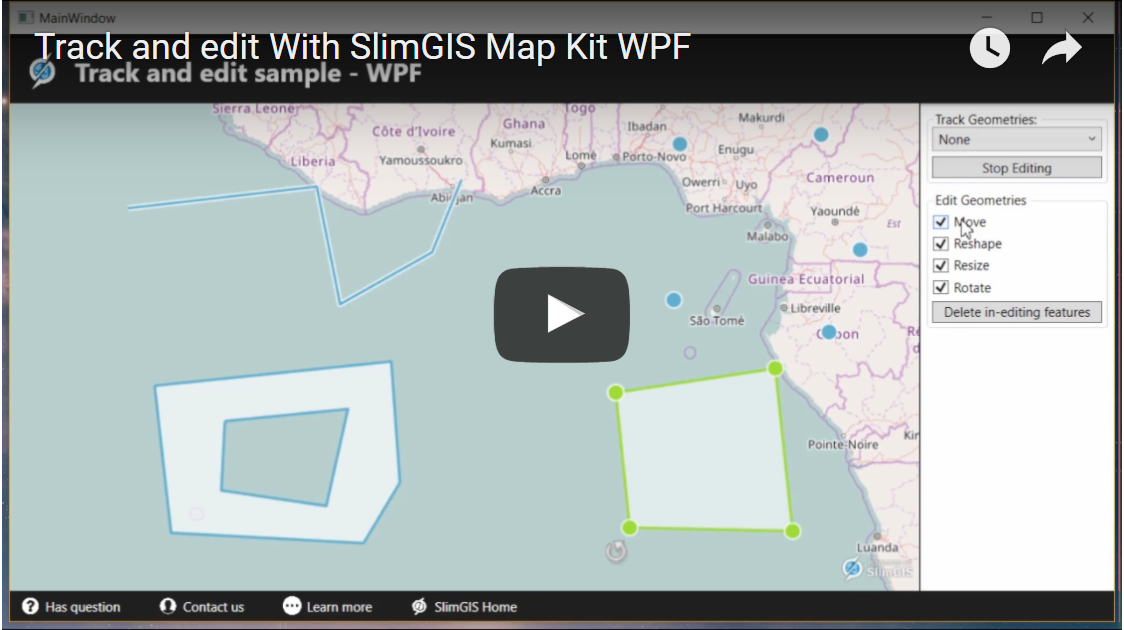 MainWindow
Track and edit With SlimGIS Map Kit WPF
Track and edit sample - WPF
Sierra Leone
Togo
Makurdi
Ghana
Ibadan
Côte d'Ivoire
Kumasi
Enugu
Liberia
Yamoussoukro
Lomé
Porto-Novo
Cameroon
Accra
Owerri
Uyo
Abidjan
Port Harcourt
Yaoundé
Est
Malabo
Guinea Ecuatorial
Libreville
São Tomé
Pointe-Noire
Luanda
SlimGIS
Track Geometries:
None
Stop Editing
Edit Geometries
Move
Reshape
Resize
Rotate
Delete in-editing features
Has question
Contact us
Learn more
SlimGIS Home